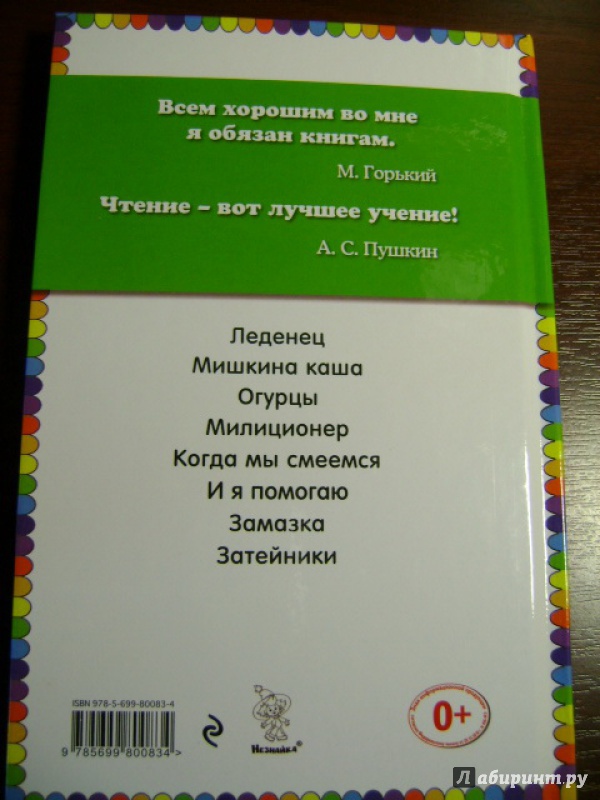 Всем хорошим во мне
я обязан книгам.
М. Горький
Чтение – вот лучшее учение!
А. С. Пушкин
Леденец
Мишкина каша
Огурцы
Милиционер
Когда мы смеемся
И я помогаю
Замазка
Затейники
ISBN 978-5-699-80083-4
9 785699 800834 >
Незнайка®
0+
Лабиринт.ру